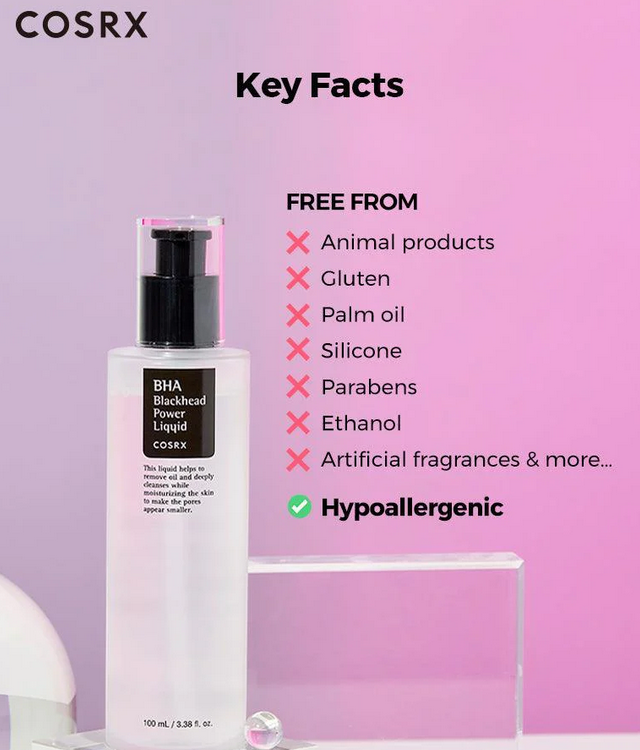 COSRX
Key Facts
FREE FROM
Animal products
Gluten
Palm oil
Silicone
Parabens
Ethanol
Artificial fragrances & more...
Hypoallergenic
BHA
Blackhead
Power
Liquid
COSRX
This liquid helps to
remove oil and deeply
cleanses while
moisturizing the skin
to make the pores
appear smaller.
100 mL / 3.38 fl. oz.